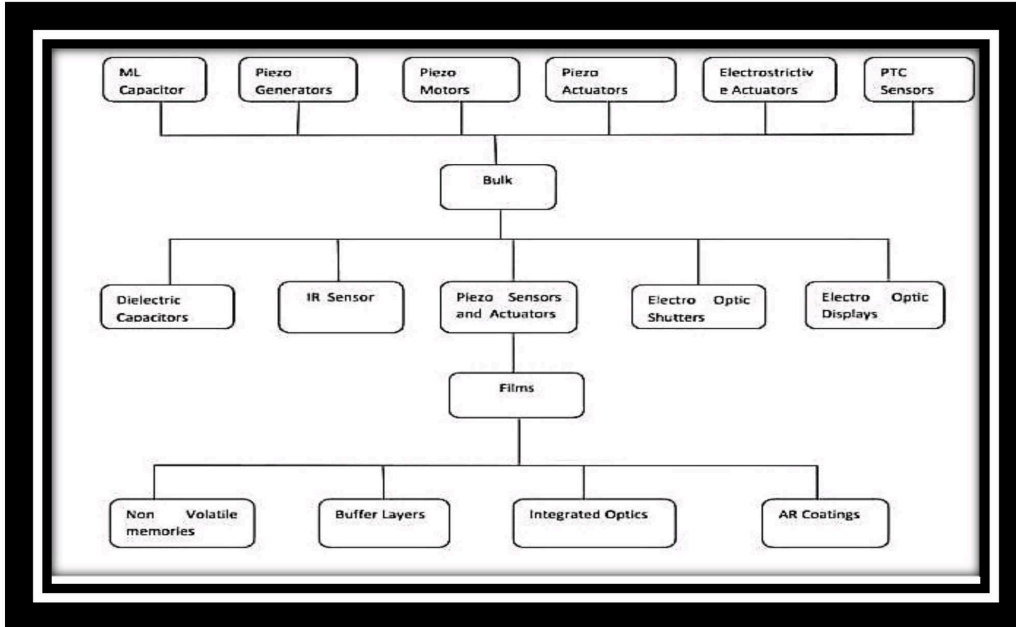 ML
Capacitor
Piezo
Generators
Piezo
Motors
Piezo
Actuators
Electrostrictiv
e Actuators
PTC
Sensors
Bulk
Dielectric
Capacitors
IR Sensor
Piezo Sensors
and Actuators
Electro Optic
Shutters
Electro Optic
Displays
Films
Non Volatile
memories
Buffer Layers
Integrated Optics
AR Coatings